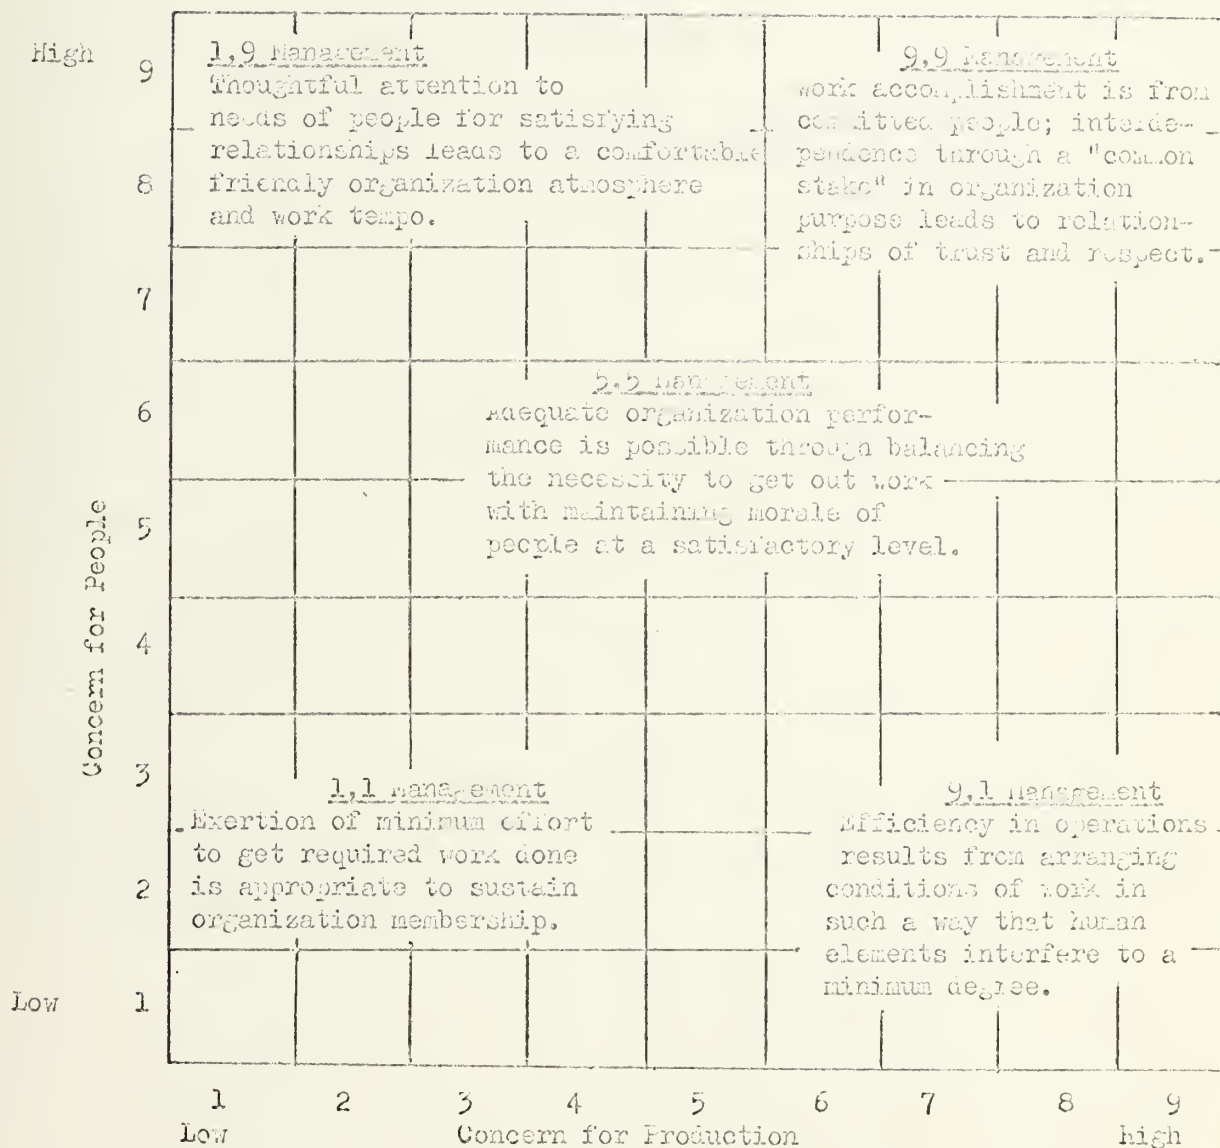 High
9
8
7
6
5
4
3
2
1
Low
Concern for People
1,9 Management
Thoughtful attention to
needs of people for satisfying
relationships leads to a comfortable
friendly organization atmosphere
and work tempo.
9,9 Management
Work accomplishment is from
committed people; interde-
pendence through a "common
stake" in organization
purpose leads to relation-
ships of trust and respect.
5.5 Management
Adequate organization perfor-
mance is possible through balancing
the necessity to get out work
with maintaining morale of
people at a satisfactory level.
1,1 Management
Exertion of minimum effort
to get required work done
is appropriate to sustain
organization membership.
9,1 Management
Efficiency in operations
results from arranging
conditions of work in
such a way that human
elements interfere to a
minimum degree.
1 2 3 4 5 6 7 8 9
Low Concern for Production High